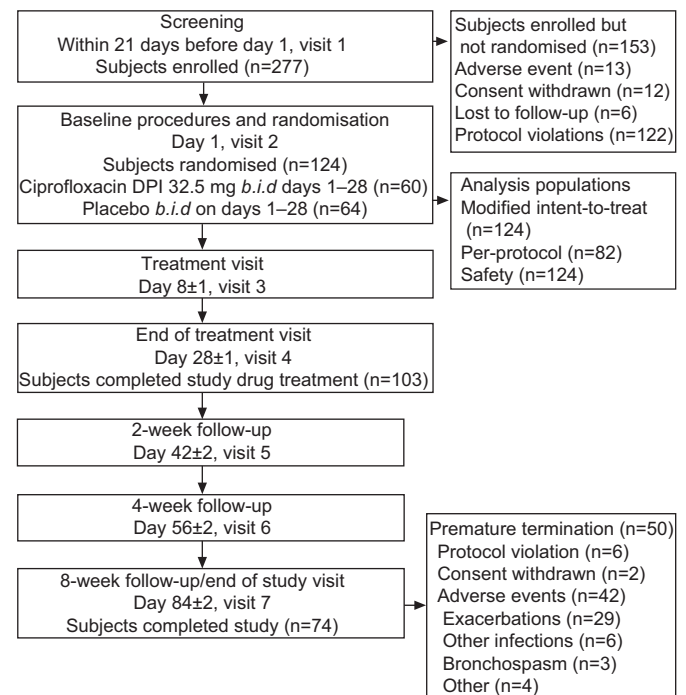 Screening
Within 21 days before day 1, visit 1
Subjects enrolled (n=277)
Subjects enrolled but
not randomised (n=153)
Adverse event (n=13)
Consent withdrawn (n=12)
Lost to follow-up (n=6)
Protocol violations (n=122)
Baseline procedures and randomisation
Day 1, visit 2
Subjects randomised (n=124)
Ciprofloxacin DPI 32.5 mg b.i.d days 1–28 (n=60)
Placebo b.i.d on days 1–28 (n=64)
Analysis populations
Modified intent-to-treat
(n=124)
Per-protocol (n=82)
Safety (n=124)
Treatment visit
Day 8±1, visit 3
End of treatment visit
Day 28±1, visit 4
Subjects completed study drug treatment (n=103)
2-week follow-up
Day 42±2, visit 5
4-week follow-up
Day 56±2, visit 6
8-week follow-up/end of study visit
Day 84±2, visit 7
Subjects completed study (n=74)
Premature termination (n=50)
Protocol violation (n=6)
Consent withdrawn (n=2)
Adverse events (n=42)
Exacerbations (n=29)
Other infections (n=6)
Bronchospasm (n=3)
Other (n=4)